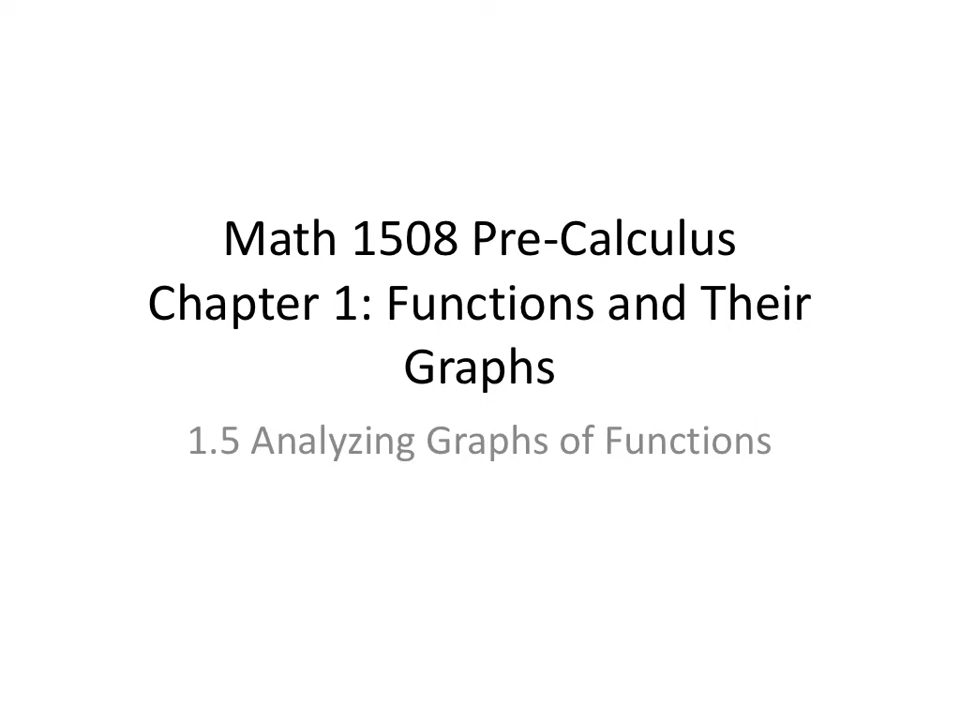 Math 1508 Pre-Calculus
Chapter 1: Functions and Their
Graphs
1.5 Analyzing Graphs of Functions